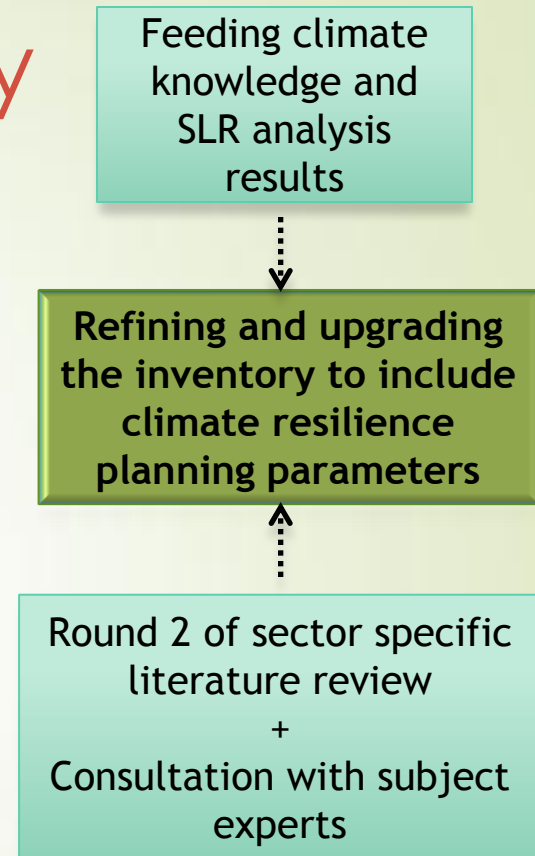 y
Feeding climate
knowledge and
SLR analysis
results
Refining and upgrading
the inventory to include
climate resilience
planning parameters
Round 2 of sector specific
literature review
+
Consultation with subject
experts